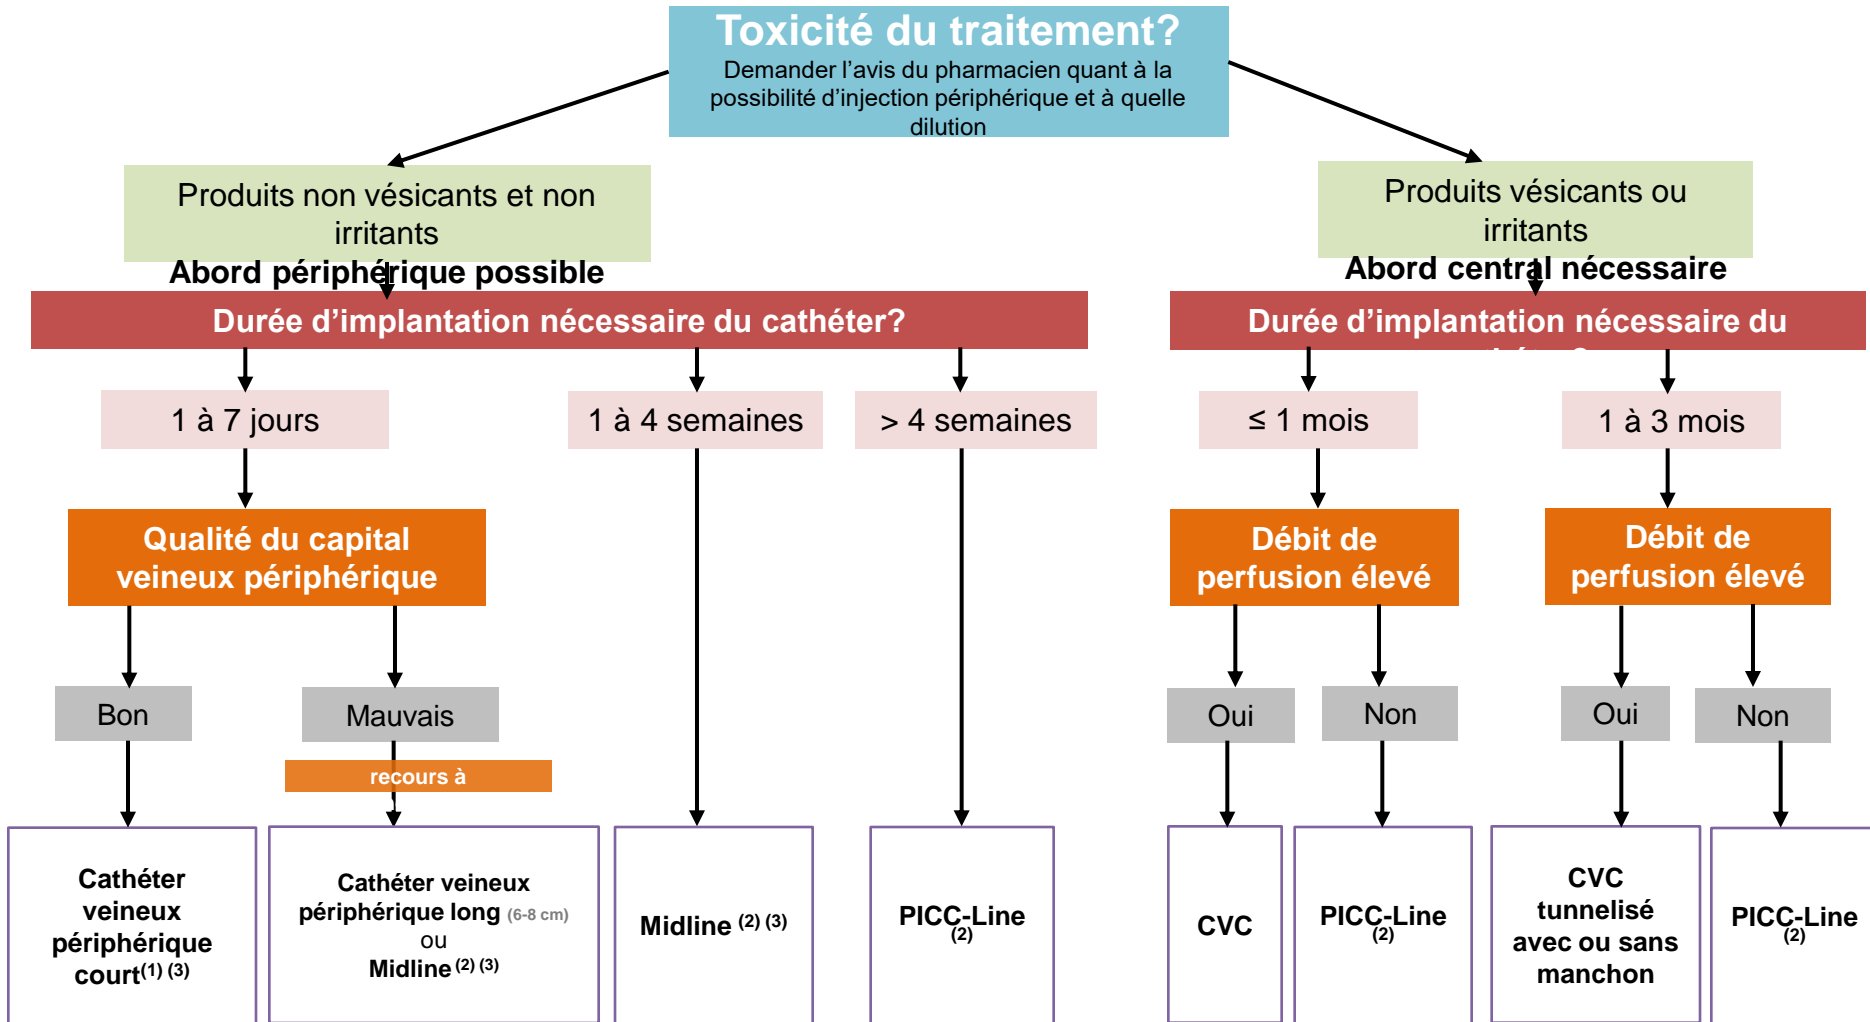 Toxicité du traitement?
Demander l’avis du pharmacien quant à la
possibilité d’injection périphérique et à quelle
dilution
Produits non vésicants et non
irritants
Abord périphérique possible
Produits vésicants ou
irritants
Abord central nécessaire
Durée d’implantation nécessaire du cathéter?
Durée d’implantation nécessaire du
1 à 7 jours
1 à 4 semaines
> 4 semaines
≤ 1 mois
1 à 3 mois
Qualité du capital
veineux périphérique
Débit de
perfusion élevé
Débit de
perfusion élevé
Bon
Mauvais
Oui
Non
Oui
Non
recours à
Cathéter
veineux
périphérique
court(1) (3)
Cathéter veineux
périphérique long (6-8 cm)
ou
Midline (2) (3)
Midline (2) (3)
PICC-Line
(2)
CVC
PICC-Line
(2)
CVC
tunnelisé
avec ou sans
manchon
PICC-Line
(2)